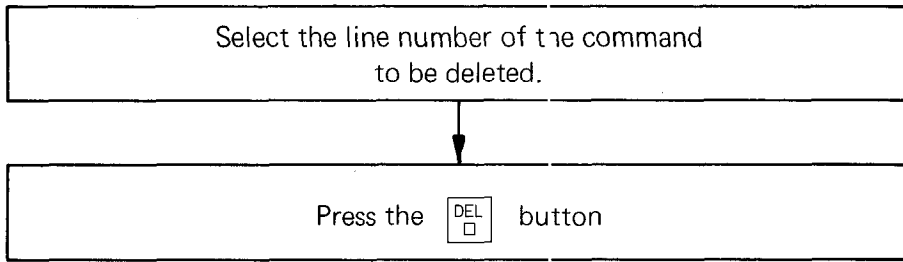 Select the line number of the command
to be deleted.
Press the DEL button